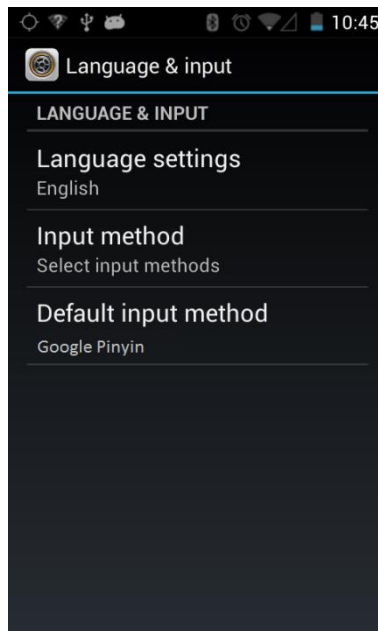 10:45
Language & input
LANGUAGE & INPUT
Language settings
English
Input method
Select input methods
Default input method
Google Pinyin